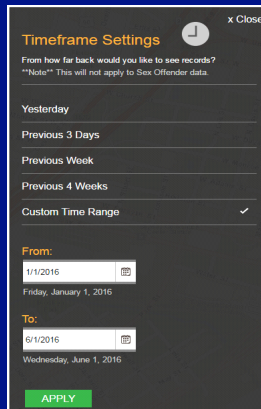 x Close
Timeframe Settings
From how far back would you like to see records?
**Note** This will not apply to Sex Offender data.
Yesterday
Previous 3 Days
Previous Week
Previous 4 Weeks
Custom Time Range
From:
1/1/2016
Friday, January 1, 2016
To:
6/1/2016
Wednesday, June 1, 2016
APPLY